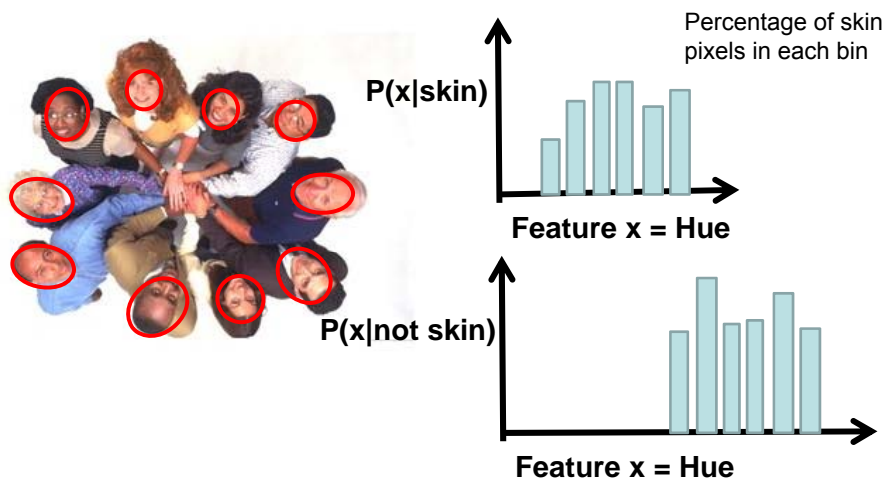 Percentage of skin
pixels in each bin
P(x|skin)
Feature x = Hue
P(x|not skin)
Feature x = Hue